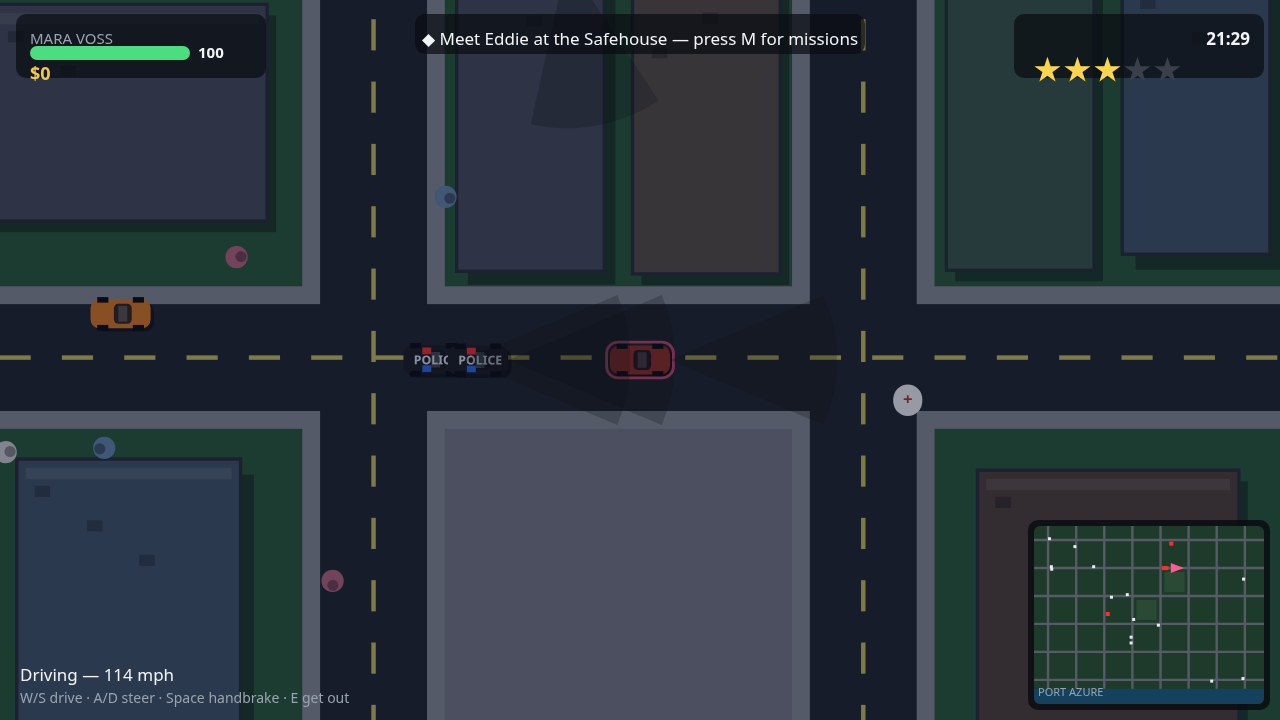 MARA VOSS
100
$0
◆ Meet Eddie at the Safehouse — press M for missions
21:29
POLIC POLICE
Driving — 114 mph
W/S drive · A/D steer · Space handbrake · E get out
PORT AZURE